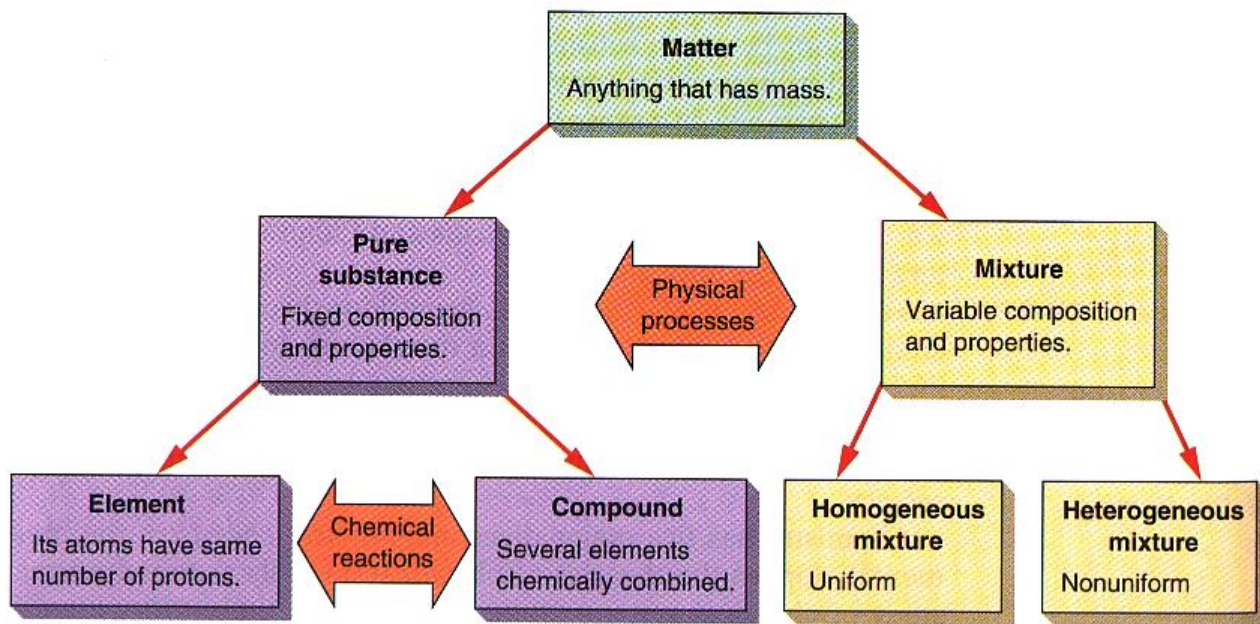 Matter
Anything that has mass.
Pure
substance
Fixed composition
and properties.
Physical
processes
Mixture
Variable composition
and properties.
Element
Its atoms have same
number of protons.
Chemical
reactions
Compound
Several elements
chemically combined.
Homogeneous
mixture
Uniform
Heterogeneous
mixture
Nonuniform